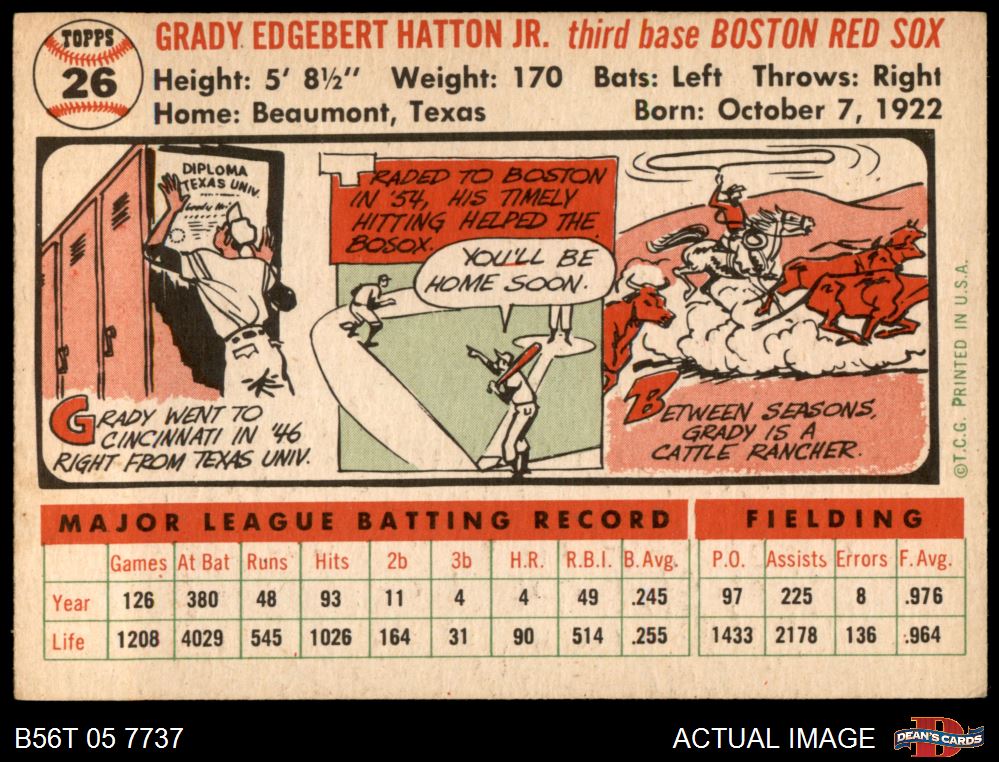 TOPPS
26
GRADY EDGEBERT HATTON JR. third base BOSTON RED SOX
Height: 5' 8½" Weight: 170 Bats: Left Throws: Right
Home: Beaumont, Texas Born: October 7, 1922
DIPLOMA
TEXAS UNIV.
GRADY WENT TO
CINCINNATI IN '46
RIGHT FROM TEXAS UNIV.
TRADED TO BOSTON
IN '54, HIS TIMELY
HITTING HELPED THE
BOSOX.
YOU'LL BE
HOME SOON.
BETWEEN SEASONS,
GRADY IS A
CATTLE RANCHER.
©T.C.G. PRINTED IN U.S.A.
MAJOR LEAGUE BATTING RECORD FIELDING
Games At Bat Runs Hits 2b 3b H.R. R.B.I. B. Avg. P.O. Assists Errors F. Avg.
Year 126 380 48 93 11 4 4 49 .245 97 225 8 .976
Life 1208 4029 545 1026 164 31 90 514 .255 1433 2178 136 .964
B56T 05 7737 ACTUAL IMAGE DEAN'S CARDS